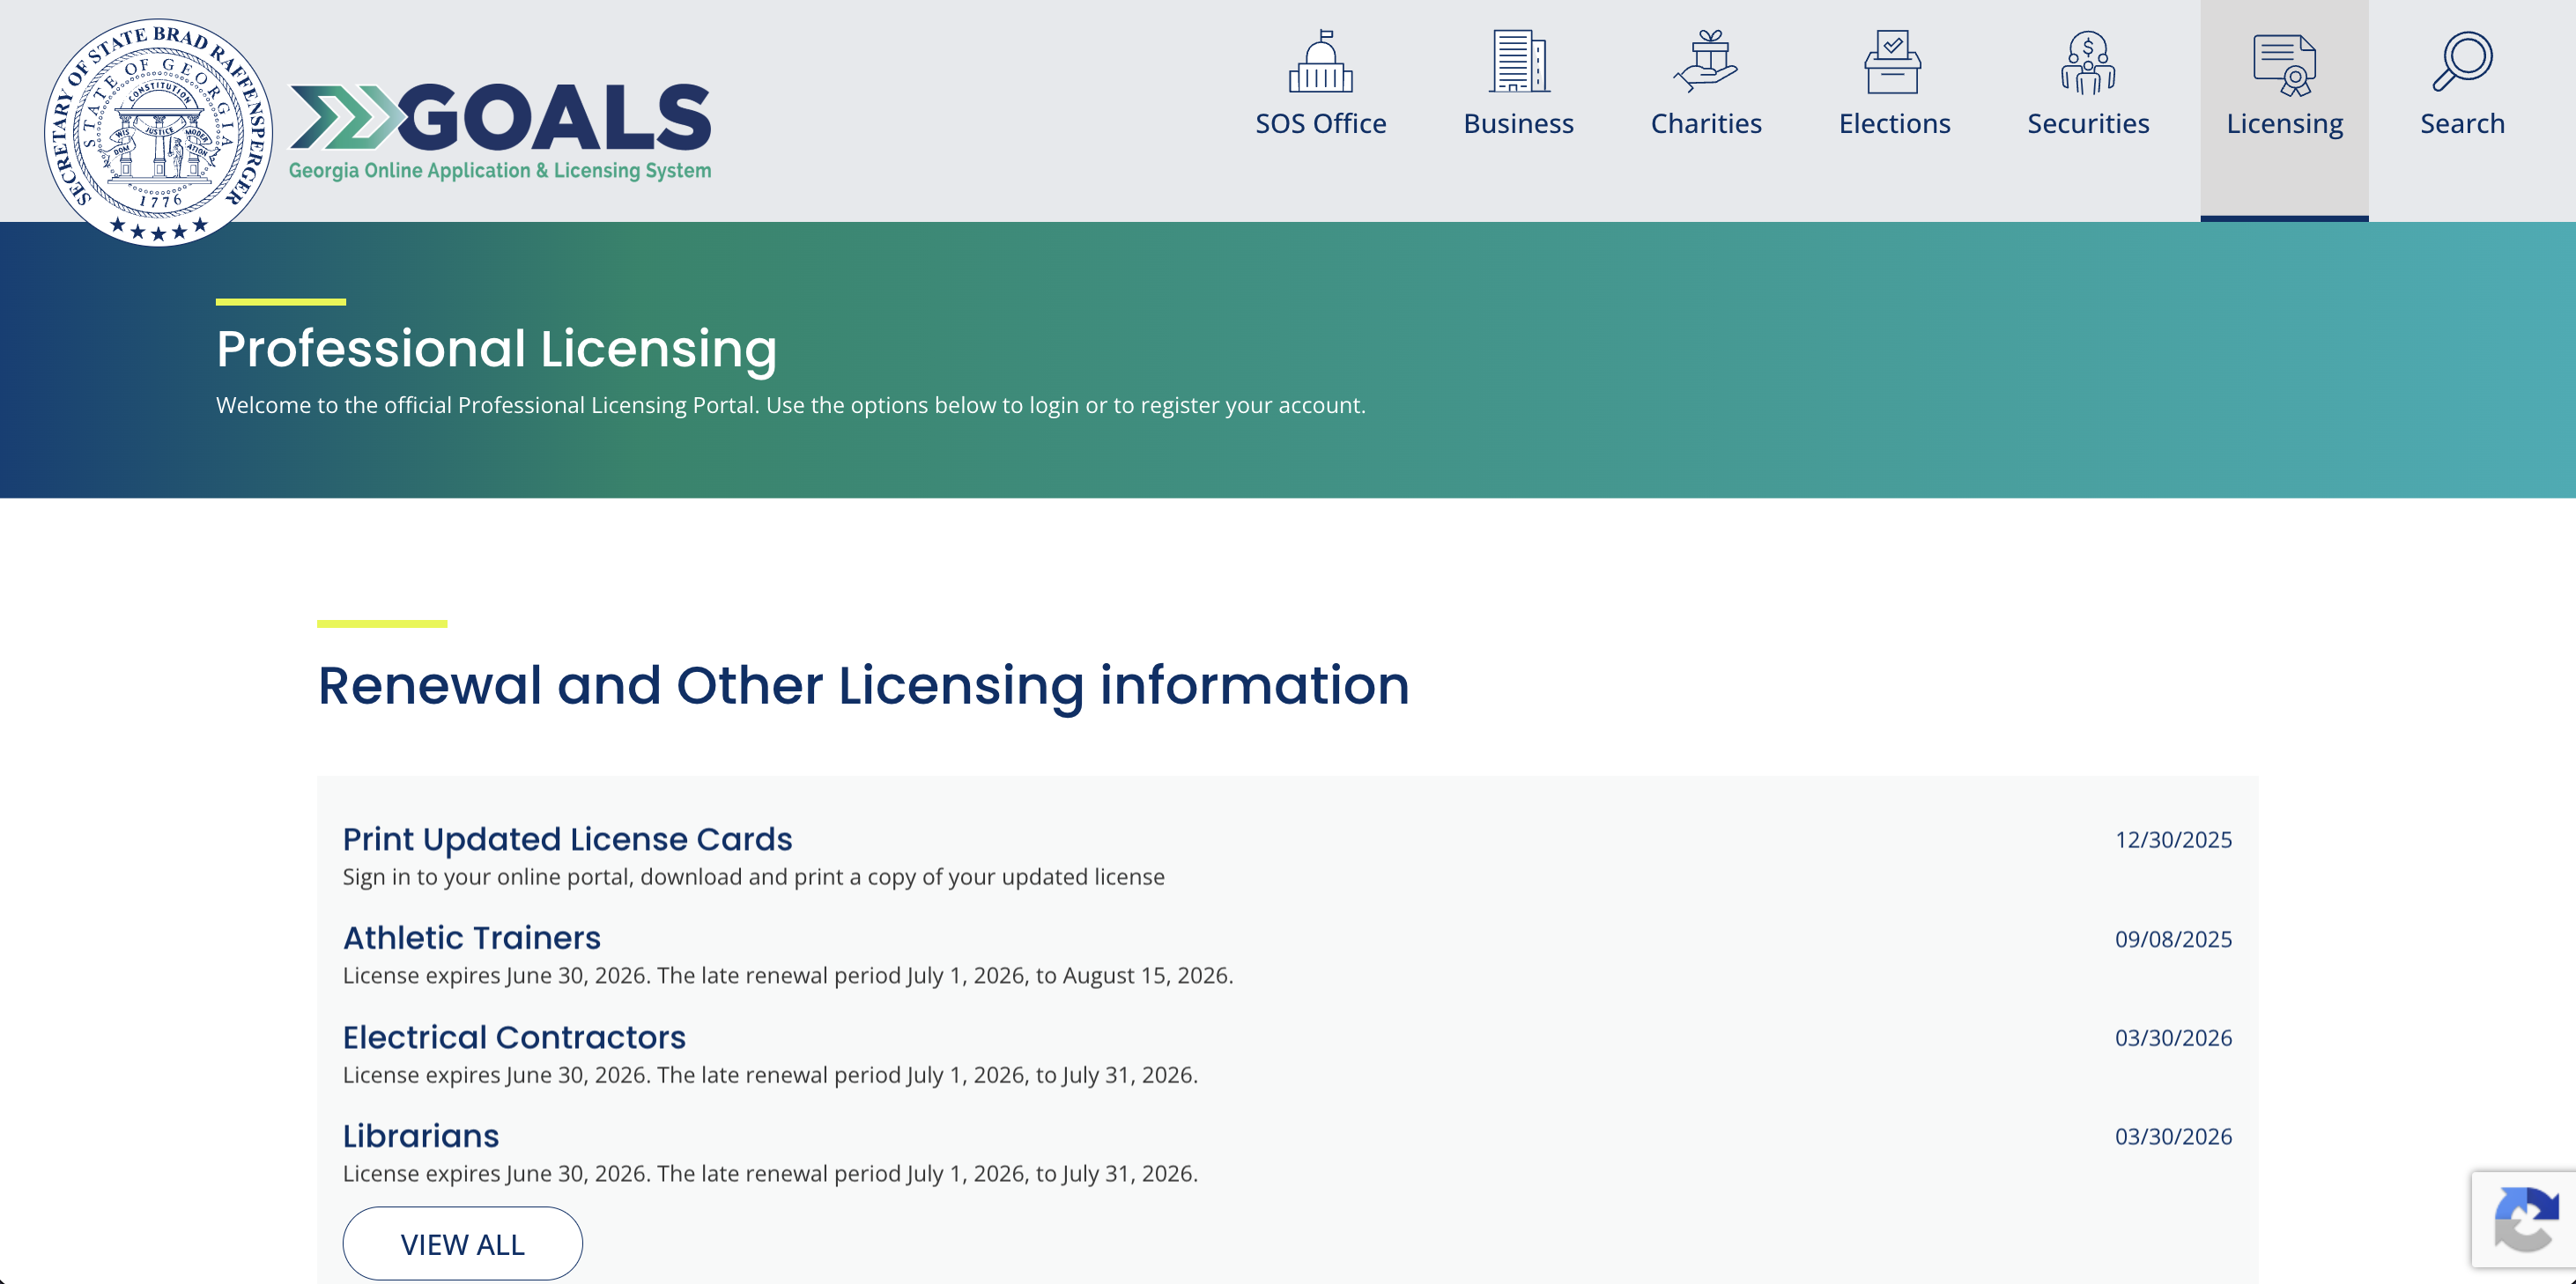 SECRETARY OF STATE BRAD RAFFENSPERGER
STATE OF GEORGIA
CONSTITUTION
WISDOM
JUSTICE
MODERATION
1776
GOALS
Georgia Online Application & Licensing System
SOS Office
Business
Charities
Elections
Securities
Licensing
Search
Professional Licensing
Welcome to the official Professional Licensing Portal. Use the options below to login or to register your account.
Renewal and Other Licensing information
Print Updated License Cards
12/30/2025
Sign in to your online portal, download and print a copy of your updated license
Athletic Trainers
09/08/2025
License expires June 30, 2026. The late renewal period July 1, 2026, to August 15, 2026.
Electrical Contractors
03/30/2026
License expires June 30, 2026. The late renewal period July 1, 2026, to July 31, 2026.
Librarians
03/30/2026
License expires June 30, 2026. The late renewal period July 1, 2026, to July 31, 2026.
VIEW ALL